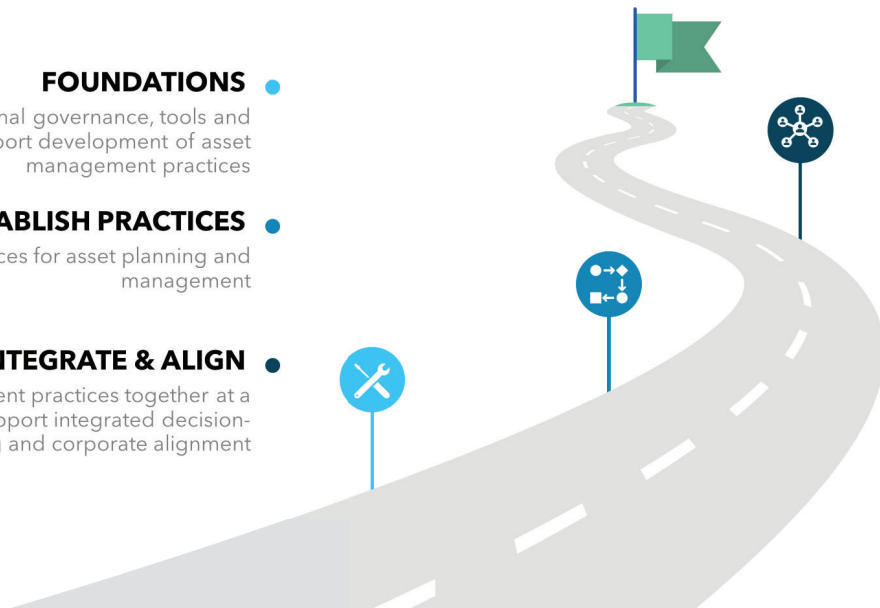 FOUNDATIONS
nal governance, tools and
port development of asset
management practices
ABLISH PRACTICES
ces for asset planning and
management
NTEGRATE & ALIGN
ent practices together at a
pport integrated decision-
and corporate alignment